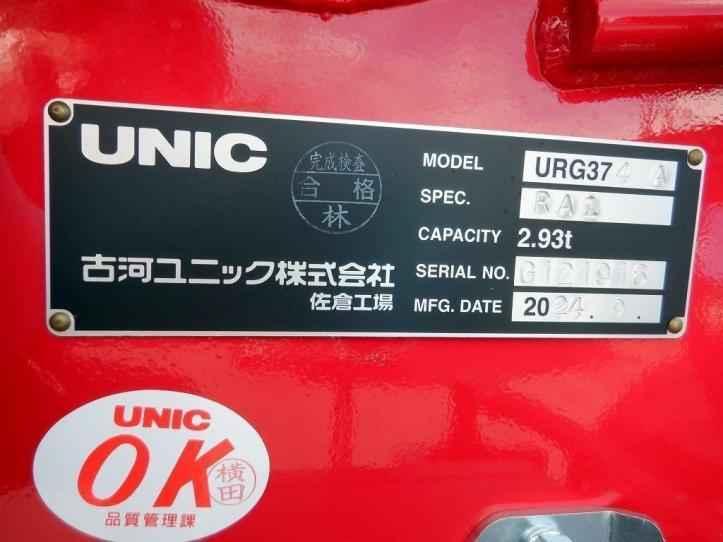 UNIC
完成検査
合格
林
古河ユニック株式会社
佐倉工場
MODEL URG374 A
SPEC. RA1
CAPACITY 2.93t
SERIAL NO.
MFG. DATE 2024.
UNIC
OK
横田
品質管理課